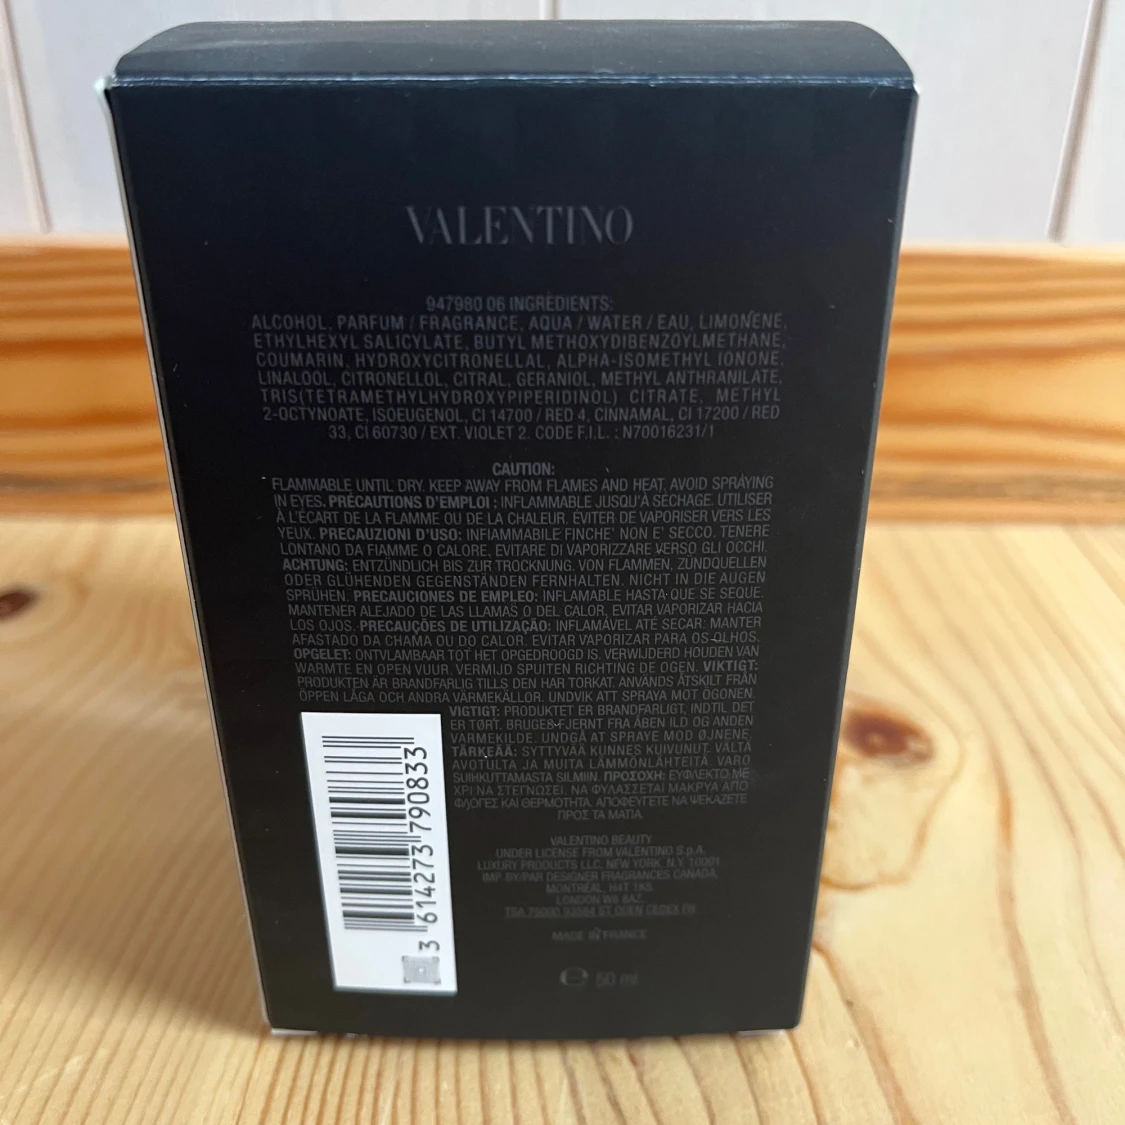 VALENTINO
947980 06 INGREDIENTS:
ALCOHOL, PARFUM / FRAGRANCE, AQUA / WATER / EAU, LIMONENE,
ETHYLHEXYL SALICYLATE, BUTYL METHOXYDIBENZOYLMETHANE,
COUMARIN, HYDROXYCITRONELLAL, ALPHA-ISOMETHYL IONONE,
LINALOOL, CITRONELLOL, CITRAL, GERANIOL, METHYL ANTHRANILATE,
TRIS(TETRAMETHYLHYDROXYPIPERIDINOL) CITRATE, METHYL
2-OCTYNOATE, ISOEUGENOL, CI 14700 / RED 4, CINNAMAL, CI 17200 / RED
33, CI 60730 / EXT. VIOLET 2. CODE F.I.L. : N70016231/1
CAUTION:
FLAMMABLE UNTIL DRY. KEEP AWAY FROM FLAMES AND HEAT. AVOID SPRAYING
IN EYES. PRÉCAUTIONS D'EMPLOI : INFLAMMABLE JUSQU'À SÉCHAGE. UTILISER
À L'ÉCART DE LA FLAMME OU DE LA CHALEUR. ÉVITER DE VAPORISER VERS LES
YEUX. PRECAUZIONI D'USO: INFIAMMABILE FINCHE' NON E' SECCO. TENERE
LONTANO DA FIAMME O CALORE, EVITARE DI VAPORIZZARE VERSO GLI OCCHI.
ACHTUNG: ENTZÜNDLICH BIS ZUR TROCKNUNG. VON FLAMMEN, ZÜNDQUELLEN
ODER GLÜHENDEN GEGENSTÄNDEN FERNHALTEN. NICHT IN DIE AUGEN
SPRÜHEN. PRECAUCIONES DE EMPLEO: INFLAMABLE HASTA QUE SE SEQUE.
MANTENER ALEJADO DE LAS LLAMAS O DEL CALOR, EVITAR VAPORIZAR HACIA
LOS OJOS. PRECAUÇÕES DE UTILIZAÇÃO: INFLAMÁVEL ATÉ SECAR. MANTER
AFASTADO DA CHAMA OU DO CALOR, EVITAR VAPORIZAR PARA OS OLHOS.
OPGELET: ONTVLAMBAAR TOT HET OPGEDROOGD IS. VERWIJDERD HOUDEN VAN
WARMTE EN OPEN VUUR. VERMIJD SPUITEN RICHTING DE OGEN. VIKTIGT:
PRODUKTEN ÄR BRANDFARLIG TILLS DEN HAR TORKAT. ANVÄNDS ÅTSKILT FRÅN
ÖPPEN LÅGA OCH ANDRA VÄRMEKÄLLOR. UNDVIK ATT SPRAYA MOT ÖGONEN.
VIGTIGT: PRODUKTET ER BRANDFARLIGT, INDTIL DET
ER TØRT. BRUGES FJERNT FRA ÅBEN ILD OG ANDEN
VARMEKILDE. UNDGÅ AT SPRAYE MOD ØJNENE.
TÄRKEÄÄ: SYTTYVÄÄ KUNNES KUIVUNUT. VÄLTÄ
AVOTULTA JA MUITA LÄMMÖNLÄHTEITÄ. VARO
SUIHKUTTAMASTA SILMIIN. ΠΡΟΣΟΧΗ: ΕΥΦΛΕΚΤΟ ΜΕ
ΧΡΙ ΝΑ ΣΤΕΓΝΩΣΕΙ. ΝΑ ΦΥΛΑΣΣΕΤΑΙ ΜΑΚΡΥΑ ΑΠΟ
ΦΛΟΓΕΣ ΚΑΙ ΘΕΡΜΟΤΗΤΑ. ΑΠΟΦΕΥΓΕΤΕ ΝΑ ΨΕΚΑΖΕΤΕ
ΠΡΟΣ ΤΑ ΜΑΤΙΑ.
VALENTINO BEAUTY
UNDER LICENSE FROM VALENTINO S.p.A.
LUXURY PRODUCTS LLC, NEW YORK, N.Y. 10001
IMP. BY/PAR DESIGNER FRAGRANCES CANADA,
MONTRÉAL, H4T 1K5
LONDON W6 8AZ
TSA 75000 93584 ST OUEN CEDEX FR
MADE IN FRANCE
℮ 50 ml
3 614273 790833